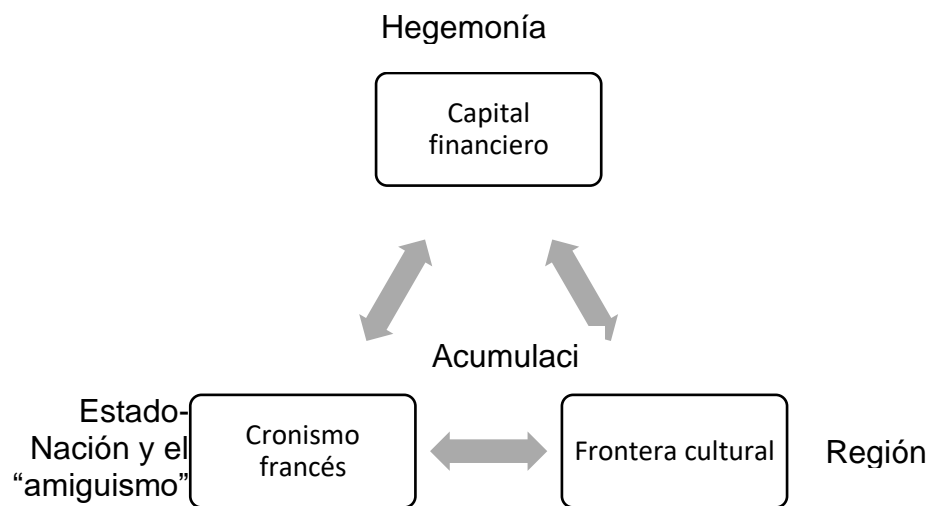 Hegemonía
Capital
financiero
Acumulaci
Estado-
Nación y el
“amiguismo”
Cronismo
francés
Frontera cultural
Región